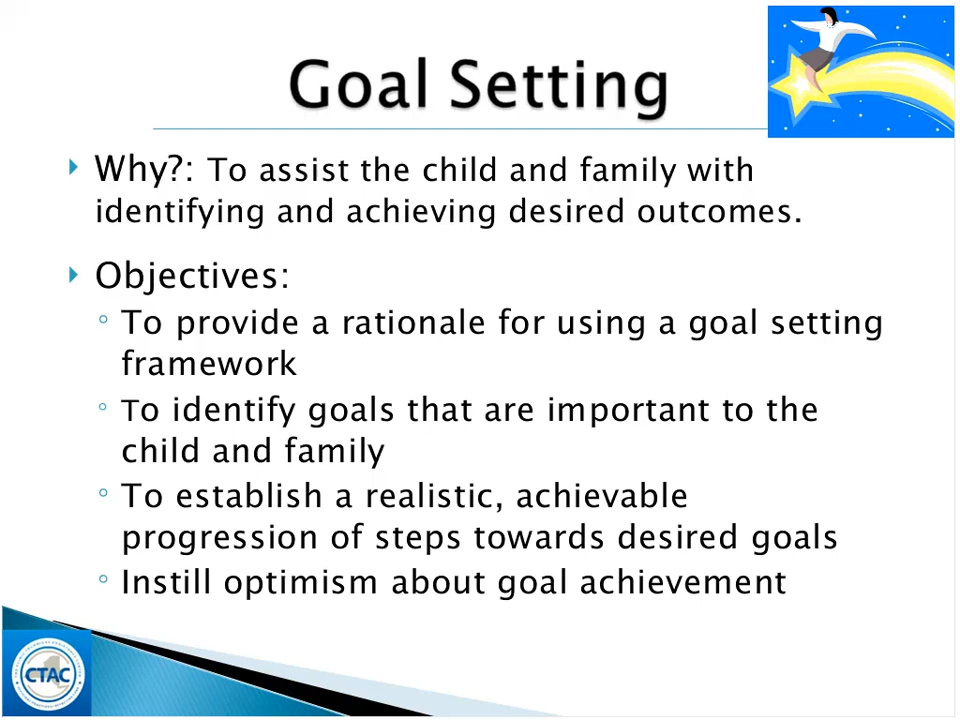 Goal Setting
Why?: To assist the child and family with
identifying and achieving desired outcomes.
Objectives:
To provide a rationale for using a goal setting
framework
To identify goals that are important to the
child and family
To establish a realistic, achievable
progression of steps towards desired goals
Instill optimism about goal achievement
CTAC